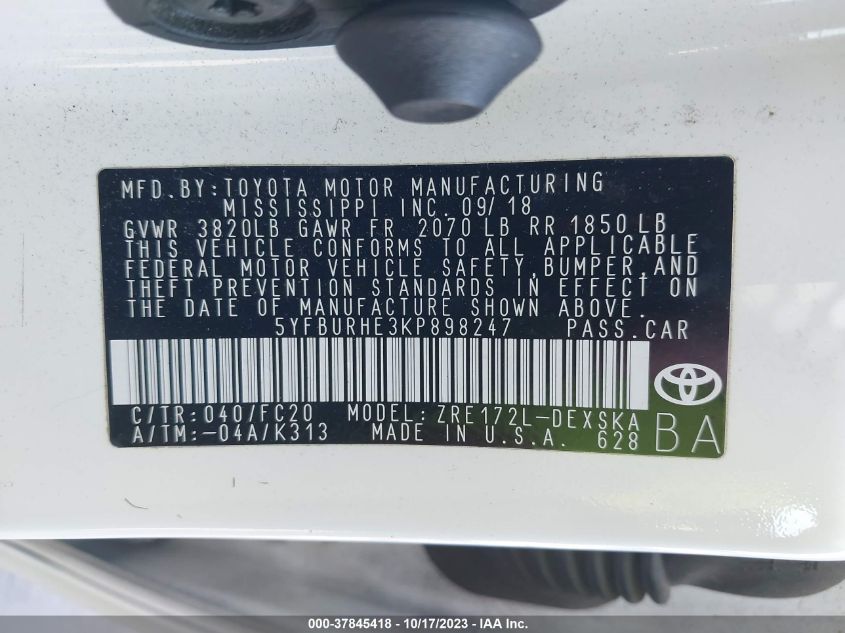 MFD. BY: TOYOTA MOTOR MANUFACTURING
MISSISSIPPI INC. 09/18
GVWR 3820LB GAWR FR 2070 LB RR 1850 LB
THIS VEHICLE CONFORMS TO ALL APPLICABLE
FEDERAL MOTOR VEHICLE SAFETY, BUMPER, AND
THEFT PREVENTION STANDARDS IN EFFECT ON
THE DATE OF MANUFACTURE SHOWN ABOVE.
5YFBURHE3KP898247 PASS. CAR
C/TR: 040/FC20 MODEL: ZRE172L-DEXSKA
A/TM: -04A/K313 MADE IN U.S.A. 628 BA
000-37845418 - 10/17/2023 - IAA Inc.